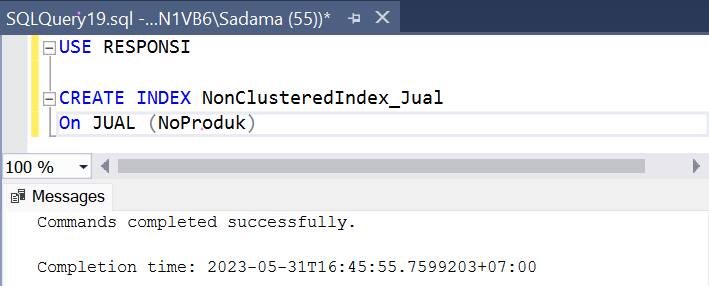 SQLQuery19.sql -...N1VB6\Sadama (55))*
USE RESPONSI
CREATE INDEX NonClusteredIndex_Jual
On JUAL (NoProduk)
100 %
Messages
Commands completed successfully.
Completion time: 2023-05-31T16:45:55.7599203+07:00